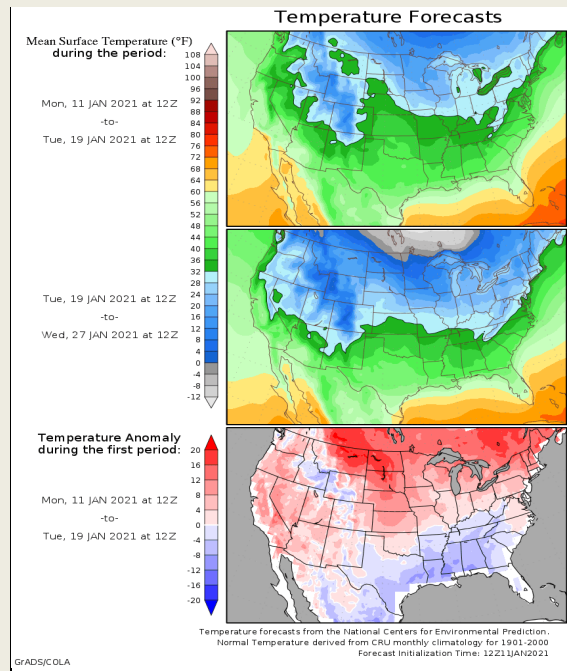 Temperature Forecasts
Mean Surface Temperature (°F)
during the period:
Mon, 11 JAN 2021 at 12Z
-to-
Tue, 19 JAN 2021 at 12Z
108
104
100
96
92
88
84
80
76
72
68
64
60
56
52
48
44
40
36
32
28
24
20
16
12
8
4
0
-4
-8
-12
Tue, 19 JAN 2021 at 12Z
-to-
Wed, 27 JAN 2021 at 12Z
Temperature Anomaly
during the first period:
Mon, 11 JAN 2021 at 12Z
-to-
Tue, 19 JAN 2021 at 12Z
20
16
12
8
4
0
-4
-8
-12
-16
-20
Temperature forecasts from the National Centers for Environmental Prediction.
Normal Temperature derived from CRU monthly climatology for 1901-2000
Forecast Initialization Time: 12Z11JAN2021
GrADS/COLA